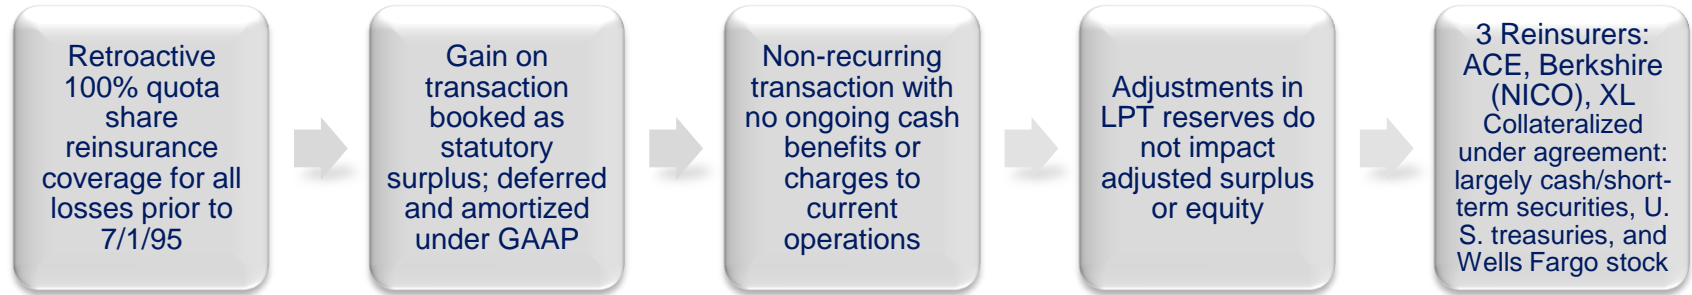 Retroactive
100% quota
share
reinsurance
coverage for all
losses prior to
7/1/95
Gain on
transaction
booked as
statutory
surplus; deferred
and amortized
under GAAP
Non-recurring
transaction with
no ongoing cash
benefits or
charges to
current
operations
Adjustments in
LPT reserves do
not impact
adjusted surplus
or equity
3 Reinsurers:
ACE, Berkshire
(NICO), XL
Collateralized
under agreement:
largely cash/short-
term securities, U.
S. treasuries, and
Wells Fargo stock